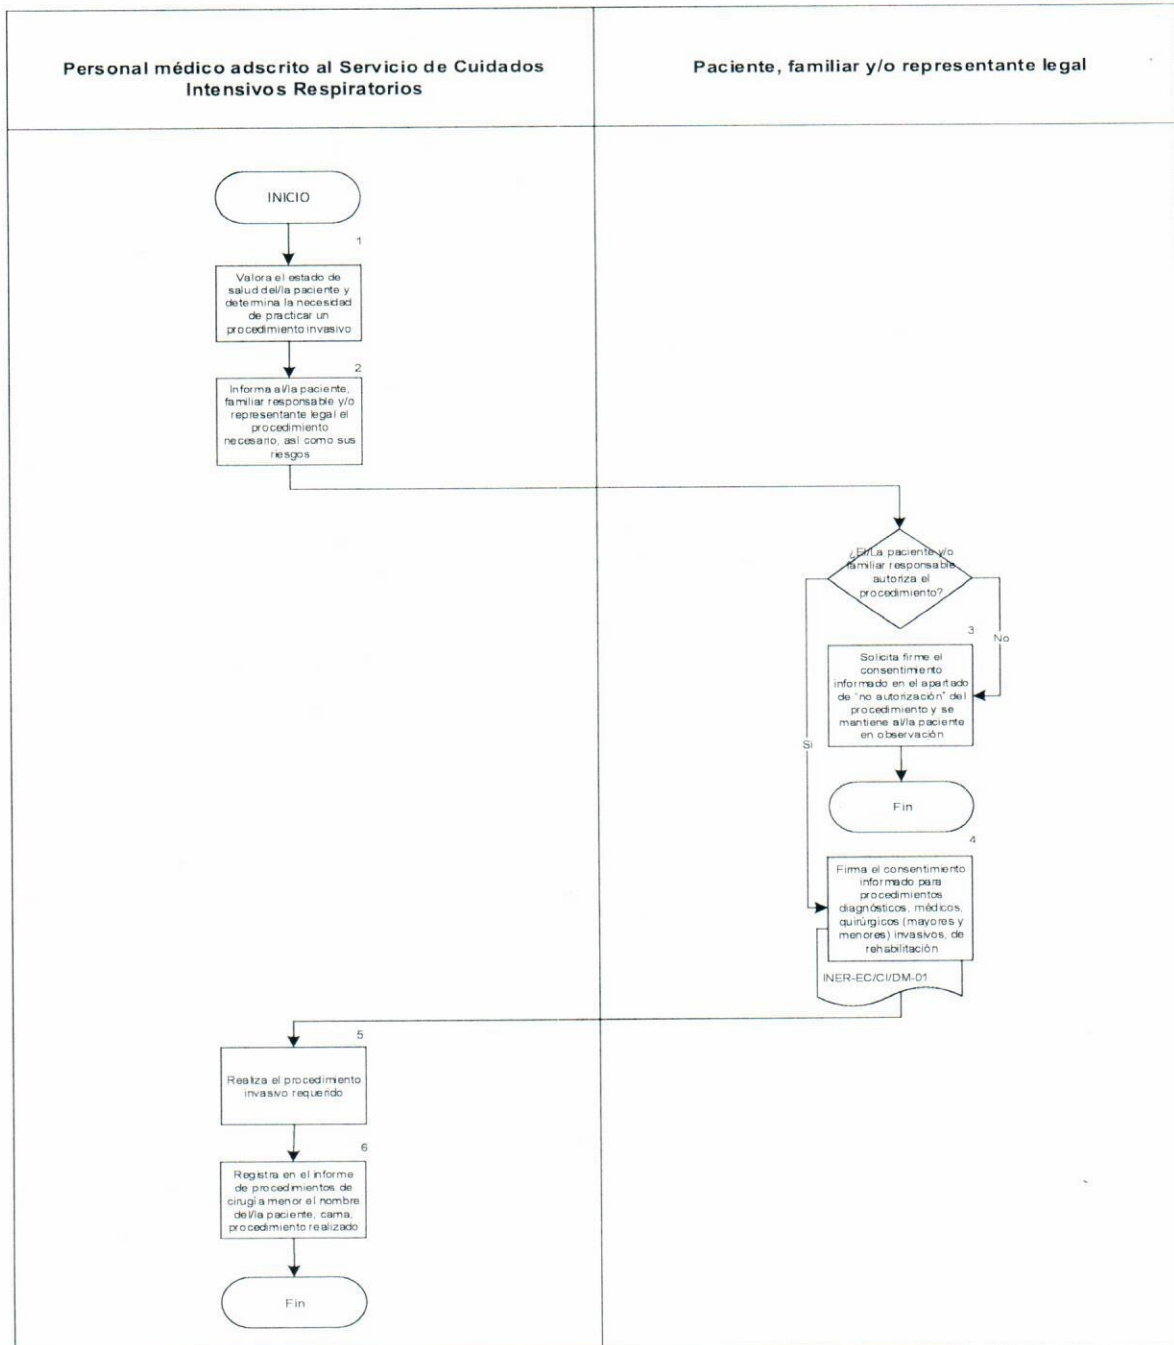 Personal médico adscrito al Servicio de Cuidados
Intensivos Respiratorios
Paciente, familiar y/o representante legal
INICIO
1
Valora el estado de
salud del/la paciente y
determina la necesidad
de practicar un
procedimiento invasivo
2
Informa al/la paciente,
familiar responsable y/o
representante legal el
procedimiento
necesario, así como sus
riesgos
¿El/La paciente y/o
familiar responsable
autoriza el
procedimiento?
No
3
Solicita firme el
consentimiento
informado en el apartado
de "no autorización" del
procedimiento y se
mantiene al/la paciente
en observación
Si
Fin
4
Firma el consentimiento
informado para
procedimientos
diagnósticos, médicos,
quirúrgicos (mayores y
menores) invasivos, de
rehabilitación
INER-EC/CI/DM-01
5
Realiza el procedimiento
invasivo requerido
6
Registra en el informe
de procedimientos de
cirugía menor el nombre
del/la paciente, cama,
procedimiento realizado
Fin